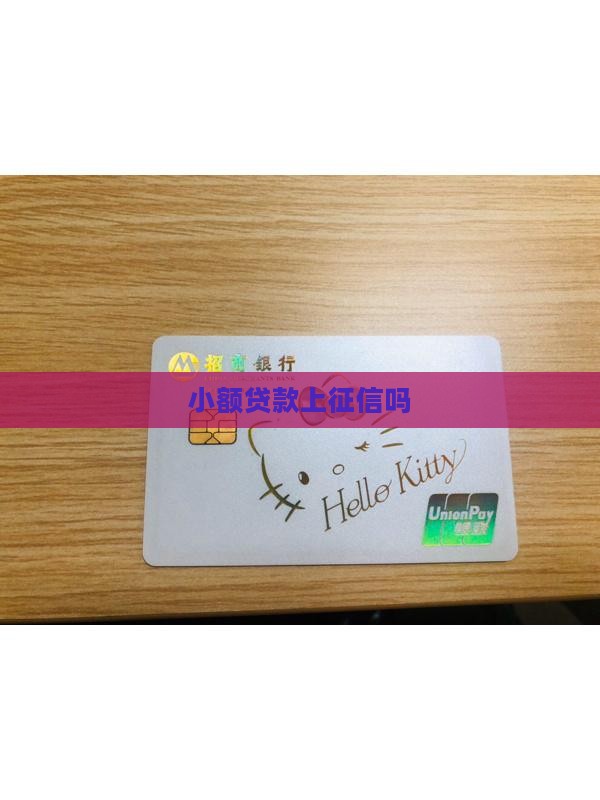 招商银行
小额贷款上征信吗
Hello Kitty
UnionPay
银联